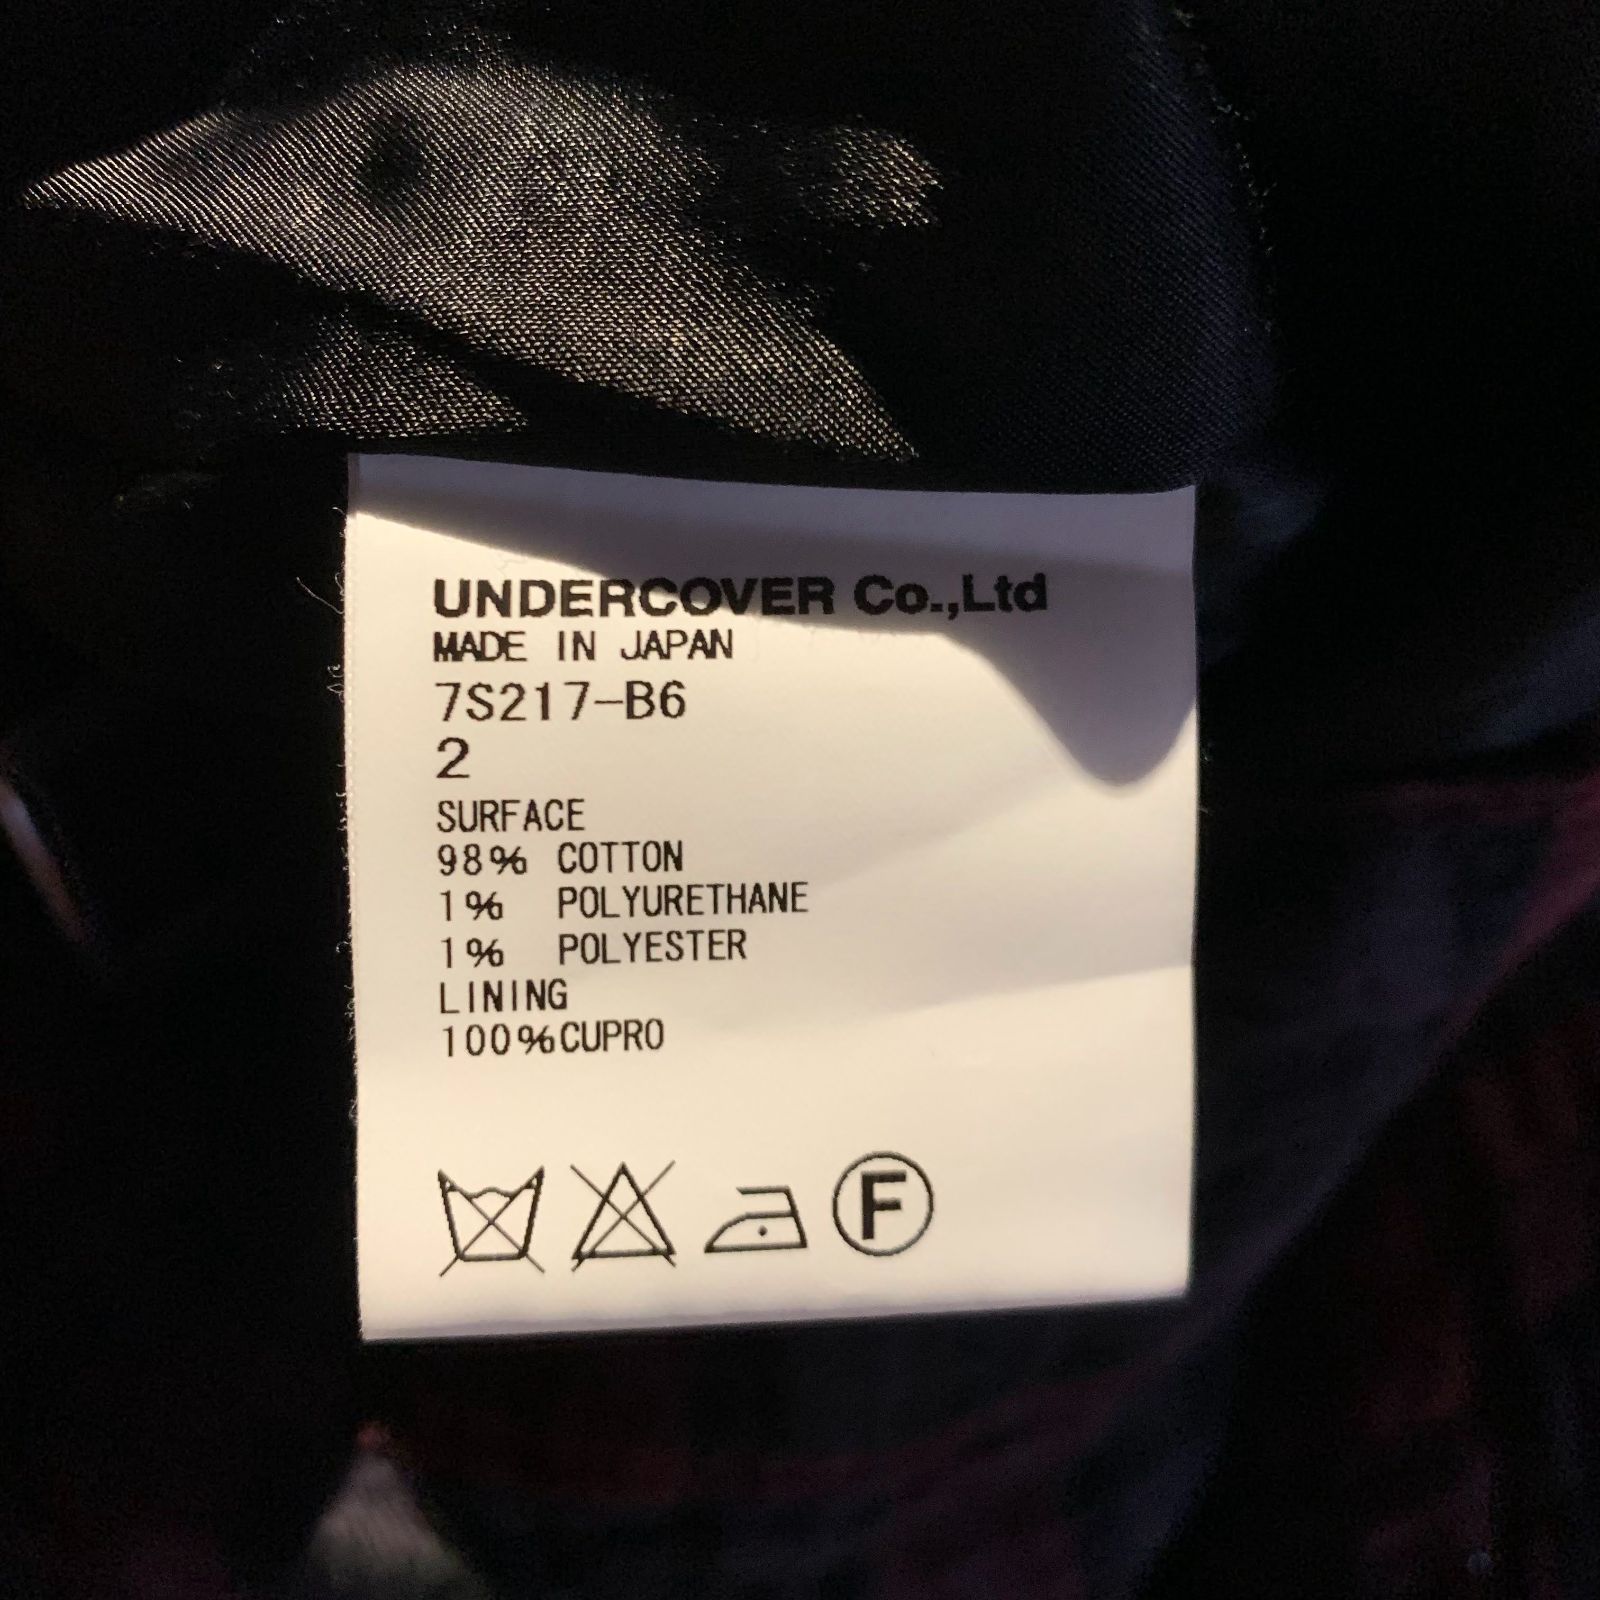 UNDERCOVER Co.,Ltd
MADE IN JAPAN
7S217-B6
2
SURFACE
98% COTTON
1% POLYURETHANE
1% POLYESTER
LINING
100%CUPRO
F